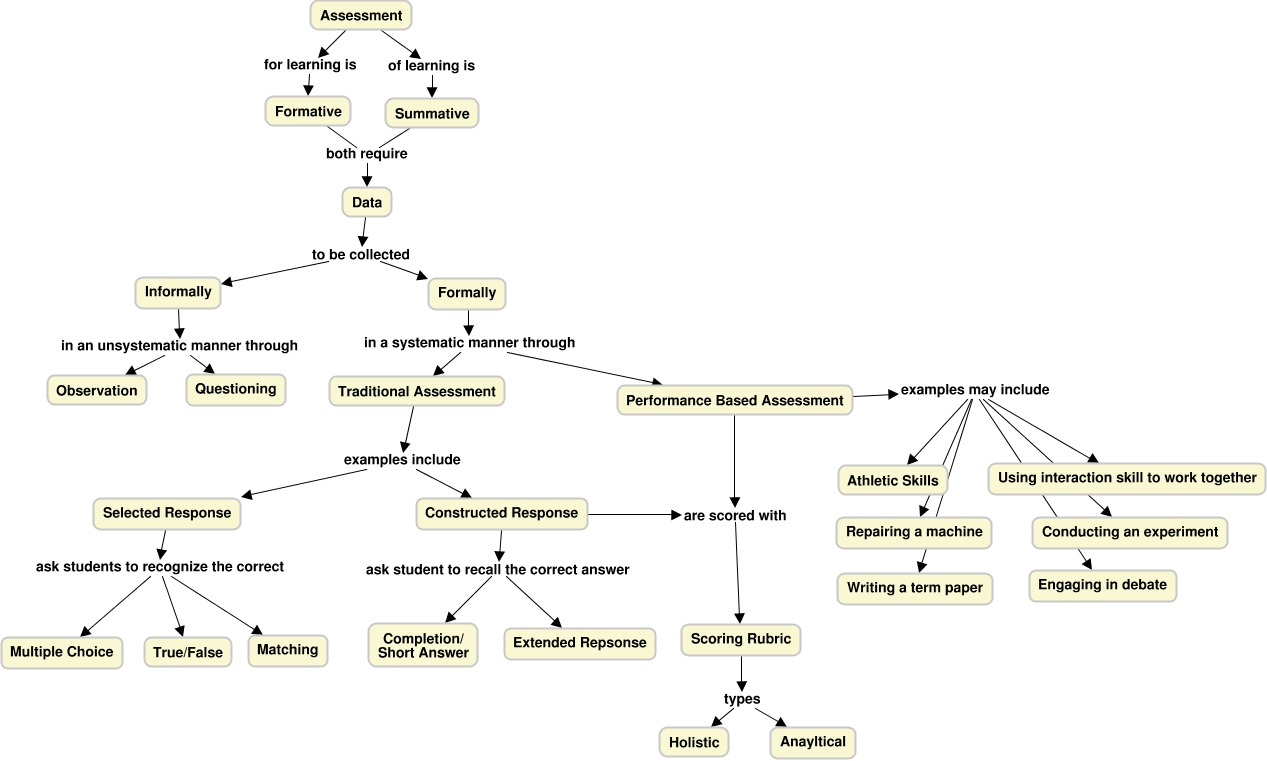 Assessment
for learning is
of learning is
Formative
Summative
both require
Data
to be collected
Informally
Formally
in an unsystematic manner through
in a systematic manner through
Observation
Questioning
Traditional Assessment
Performance Based Assessment
examples may include
examples include
Athletic Skills
Using interaction skill to work together
Selected Response
Constructed Response
are scored with
Repairing a machine
Conducting an experiment
ask students to recognize the correct
ask student to recall the correct answer
Writing a term paper
Engaging in debate
Multiple Choice
True/False
Matching
Completion/
Short Answer
Extended Repsonse
Scoring Rubric
types
Holistic
Anayltical